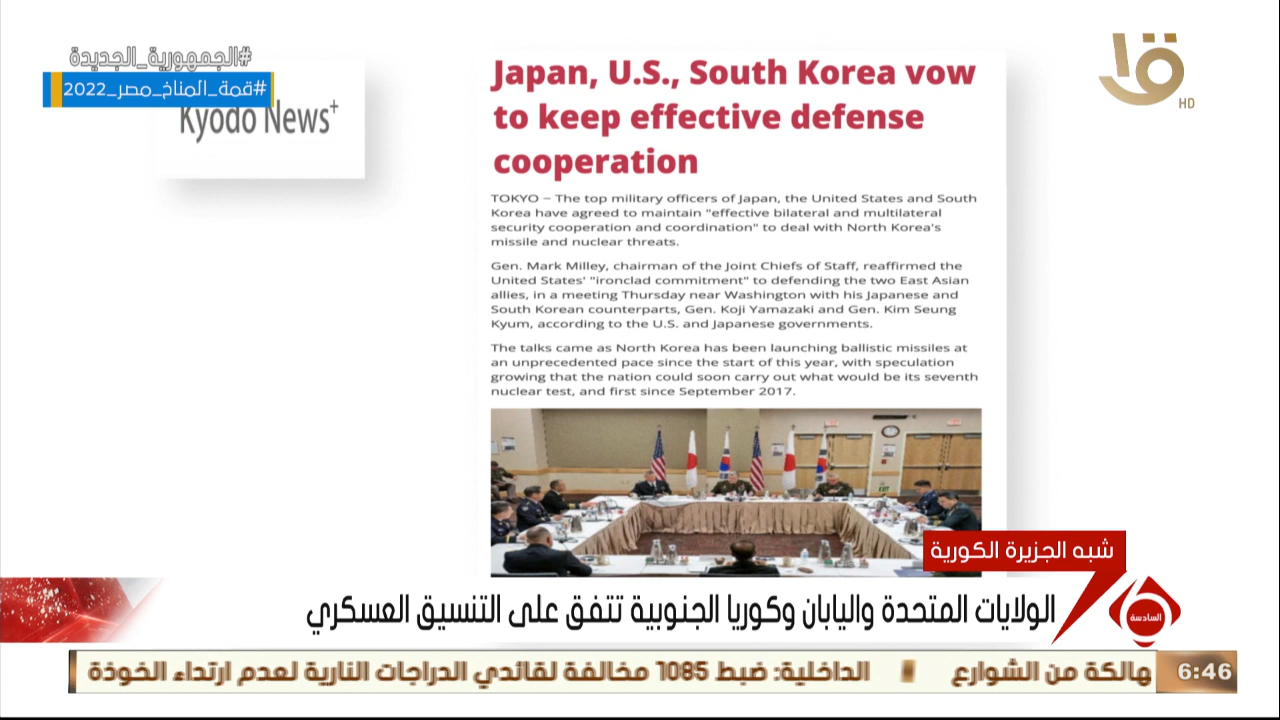 #الجمهورية_الجديدة
#قمة_المناخ_مصر_2022
Kyodo News+
HD
Japan, U.S., South Korea vow
to keep effective defense
cooperation
TOKYO – The top military officers of Japan, the United States and South
Korea have agreed to maintain "effective bilateral and multilateral
security cooperation and coordination" to deal with North Korea's
missile and nuclear threats.
Gen. Mark Milley, chairman of the Joint Chiefs of Staff, reaffirmed the
United States' "ironclad commitment" to defending the two East Asian
allies, in a meeting Thursday near Washington with his Japanese and
South Korean counterparts, Gen. Koji Yamazaki and Gen. Kim Seung
Kyum, according to the U.S. and Japanese governments.
The talks came as North Korea has been launching ballistic missiles at
an unprecedented pace since the start of this year, with speculation
growing that the nation could soon carry out what would be its seventh
nuclear test, and first since September 2017.
شبه الجزيرة الكورية
الولايات المتحدة واليابان وكوريا الجنوبية تتفق على التنسيق العسكري
السادسة
6:46
هالكة من الشوارع
الداخلية: ضبط 1085 مخالفة لقائدي الدراجات النارية لعدم ارتداء الخوذة